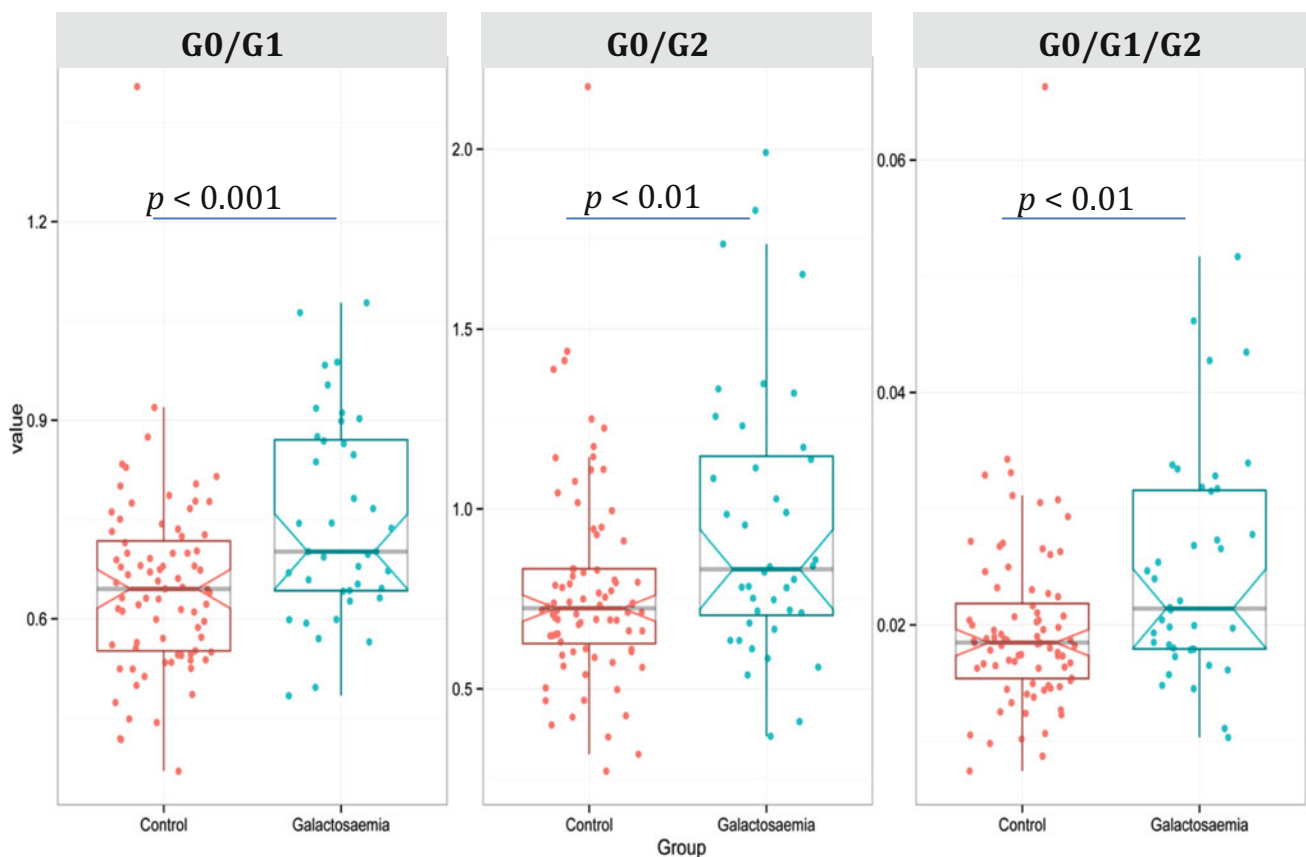 G0/G1
G0/G2
G0/G1/G2
p < 0.001
p < 0.01
p < 0.01
value
1.2
0.9
0.6
2.0
1.5
1.0
0.5
0.06
0.04
0.02
Control
Galactosaemia
Control
Galactosaemia
Control
Galactosaemia
Group